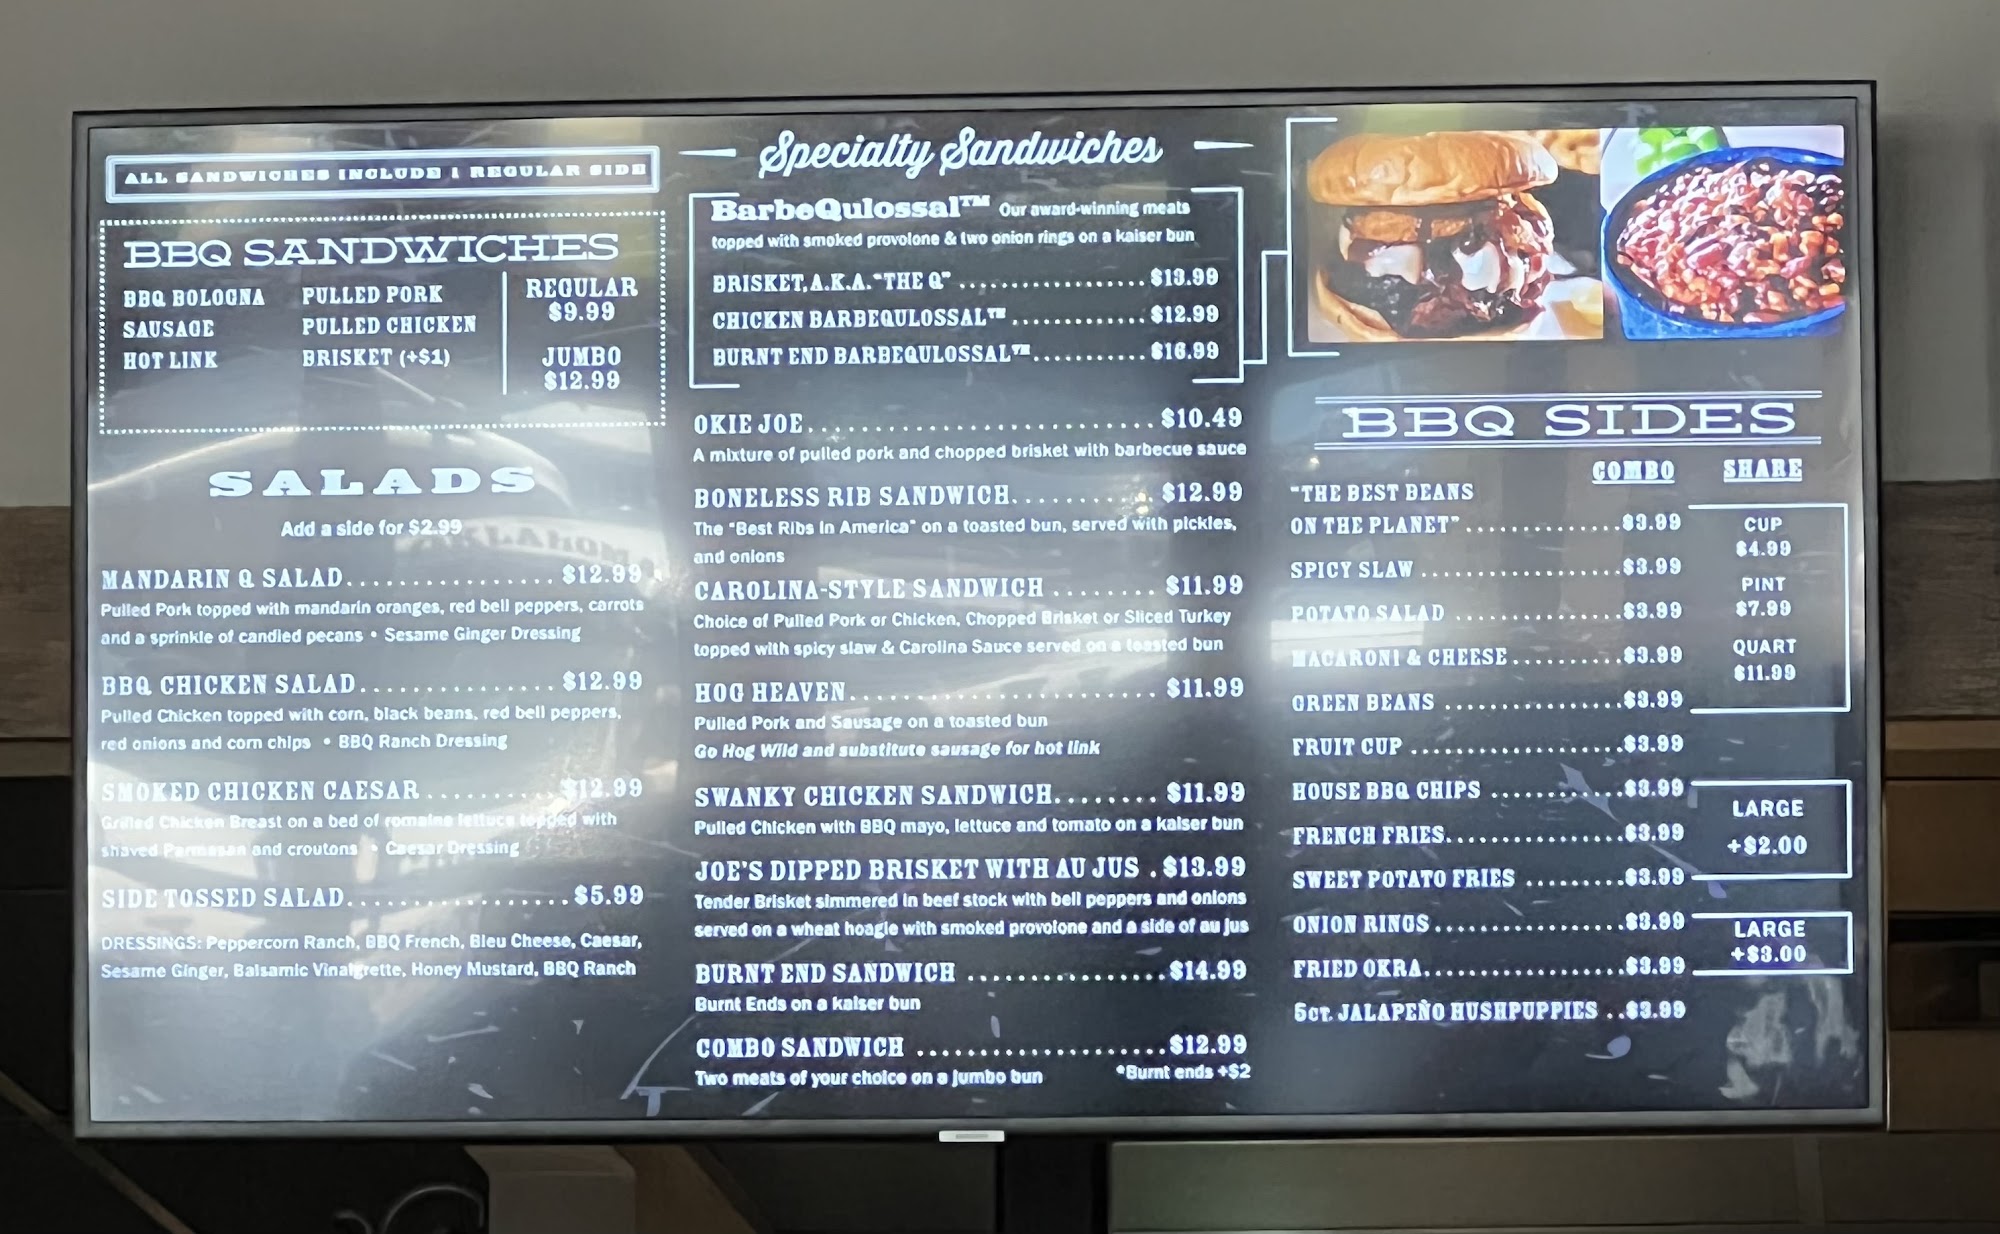 ALL SANDWICHES INCLUDE 1 REGULAR SIDE
BBQ SANDWICHES
BBQ BOLOGNA
SAUSAGE
HOT LINK
PULLED PORK
PULLED CHICKEN
BRISKET (+$1)
REGULAR
$9.99
JUMBO
$12.99
SALADS
Add a side for $2.99
MANDARIN Q SALAD................. $12.99
Pulled Pork topped with mandarin oranges, red bell peppers, carrots
and a sprinkle of candied pecans • Sesame Ginger Dressing
BBQ CHICKEN SALAD................ $12.99
Pulled Chicken topped with corn, black beans, red bell peppers,
red onions and corn chips • BBQ Ranch Dressing
SMOKED CHICKEN CAESAR .......... $12.99
Grilled Chicken Breast on a bed of romaine lettuce topped with
shaved Parmesan and croutons • Caesar Dressing
SIDE TOSSED SALAD.................. $5.99
DRESSINGS: Peppercorn Ranch, BBQ French, Bleu Cheese, Caesar,
Sesame Ginger, Balsamic Vinaigrette, Honey Mustard, BBQ Ranch
Specialty Sandwiches
BarbeQulossal™ Our award-winning meats
topped with smoked provolone & two onion rings on a kaiser bun
BRISKET, A.K.A. "THE Q" .................. $13.99
CHICKEN BARBEQULOSSAL™ ............. $12.99
BURNT END BARBEQULOSSAL™........... $16.99
OKIE JOE............................ $10.49
A mixture of pulled pork and chopped brisket with barbecue sauce
BONELESS RIB SANDWICH............ $12.99
The "Best Ribs in America" on a toasted bun, served with pickles,
and onions
CAROLINA-STYLE SANDWICH ........ $11.99
Choice of Pulled Pork or Chicken, Chopped Brisket or Sliced Turkey
topped with spicy slaw & Carolina Sauce served on a toasted bun
HOG HEAVEN......................... $11.99
Pulled Pork and Sausage on a toasted bun
Go Hog Wild and substitute sausage for hot link
SWANKY CHICKEN SANDWICH........ $11.99
Pulled Chicken with BBQ mayo, lettuce and tomato on a kaiser bun
JOE'S DIPPED BRISKET WITH AU JUS . $13.99
Tender Brisket simmered in beef stock with bell peppers and onions
served on a wheat hoagie with smoked provolone and a side of au jus
BURNT END SANDWICH ................ $14.99
Burnt Ends on a kaiser bun
COMBO SANDWICH .................... $12.99
Two meats of your choice on a jumbo bun *Burnt ends +$2
BBQ SIDES
COMBO SHARE
"THE BEST BEANS
ON THE PLANET" ................ $3.99
SPICY SLAW .................... $3.99
POTATO SALAD ................. $3.99
MACARONI & CHEESE........... $3.99
GREEN BEANS .................. $3.99
FRUIT CUP ...................... $3.99
HOUSE BBQ CHIPS ............. $3.99
FRENCH FRIES.................. $3.99
SWEET POTATO FRIES .......... $3.99
ONION RINGS................... $3.99
FRIED OKRA.................... $3.99
5CT. JALAPEÑO HUSHPUPPIES .. $3.99
CUP
$4.99
PINT
$7.99
QUART
$11.99
LARGE
+$2.00
LARGE
+$3.00